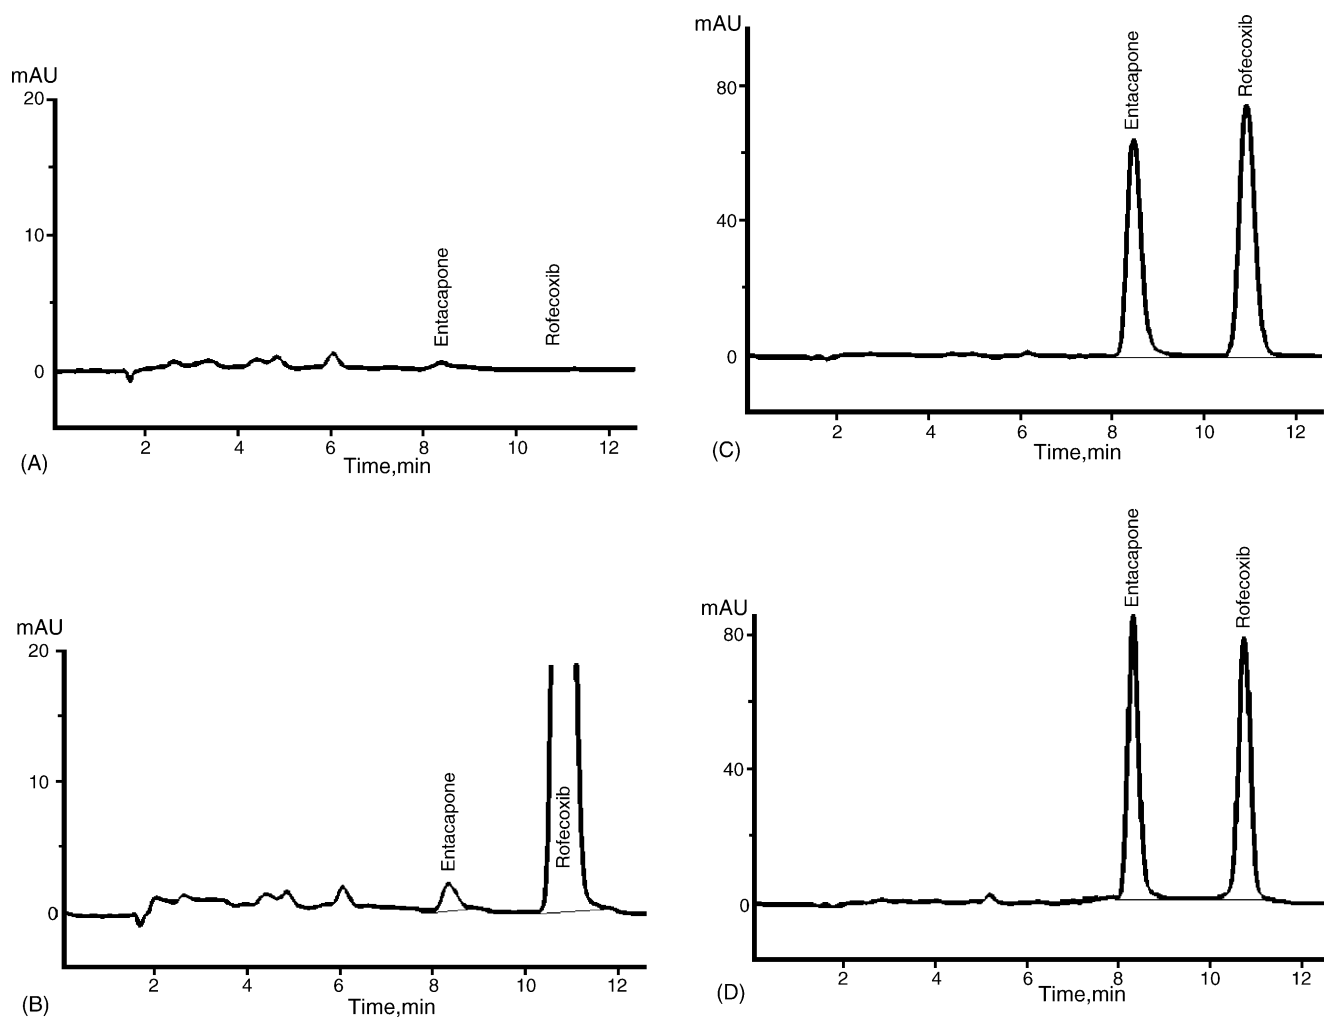 mAU
20
10
0
Entacapone
Rofecoxib
2 4 6 8 10 12
Time,min
(A)
mAU
80
40
0
Entacapone
Rofecoxib
2 4 6 8 10 12
Time,min
(C)
mAU
20
10
0
Entacapone
Rofecoxib
2 4 6 8 10 12
Time,min
(B)
mAU
80
40
0
Entacapone
Rofecoxib
2 4 6 8 10 12
Time,min
(D)